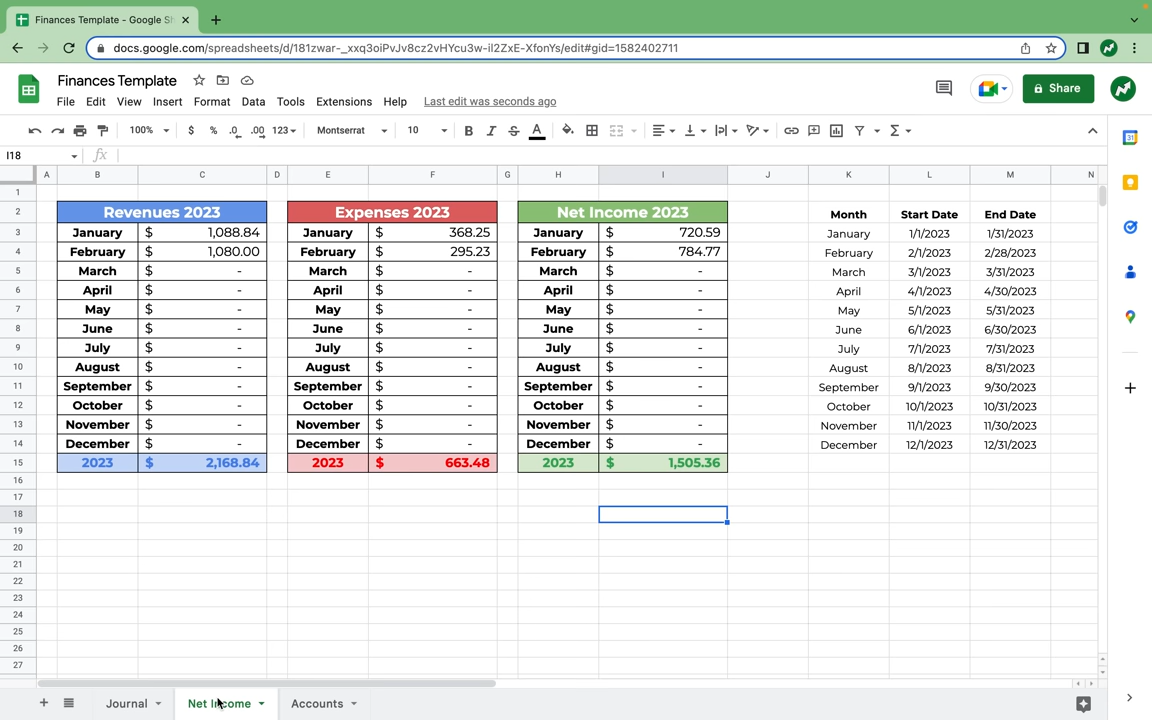 Finances Template - Google Sh
docs.google.com/spreadsheets/d/181zwar-_xxq3oiPvJv8cz2vHYcu3w-il2ZxE-XfonYs/edit#gid=1582402711
Finances Template
File Edit View Insert Format Data Tools Extensions Help Last edit was seconds ago
Share
100% $ % .0 .00 123 Montserrat 10 B I S A
I18 fx
A B C D E F G H I J K L M N
1
2 Revenues 2023 Expenses 2023 Net Income 2023 Month Start Date End Date
3 January $ 1,088.84 January $ 368.25 January $ 720.59 January 1/1/2023 1/31/2023
4 February $ 1,080.00 February $ 295.23 February $ 784.77 February 2/1/2023 2/28/2023
5 March $ - March $ - March $ - March 3/1/2023 3/31/2023
6 April $ - April $ - April $ - April 4/1/2023 4/30/2023
7 May $ - May $ - May $ - May 5/1/2023 5/31/2023
8 June $ - June $ - June $ - June 6/1/2023 6/30/2023
9 July $ - July $ - July $ - July 7/1/2023 7/31/2023
10 August $ - August $ - August $ - August 8/1/2023 8/31/2023
11 September $ - September $ - September $ - September 9/1/2023 9/30/2023
12 October $ - October $ - October $ - October 10/1/2023 10/31/2023
13 November $ - November $ - November $ - November 11/1/2023 11/30/2023
14 December $ - December $ - December $ - December 12/1/2023 12/31/2023
15 2023 $ 2,168.84 2023 $ 663.48 2023 $ 1,505.36
16
17
18
19
20
21
22
23
24
25
26
27
Journal Net Income Accounts